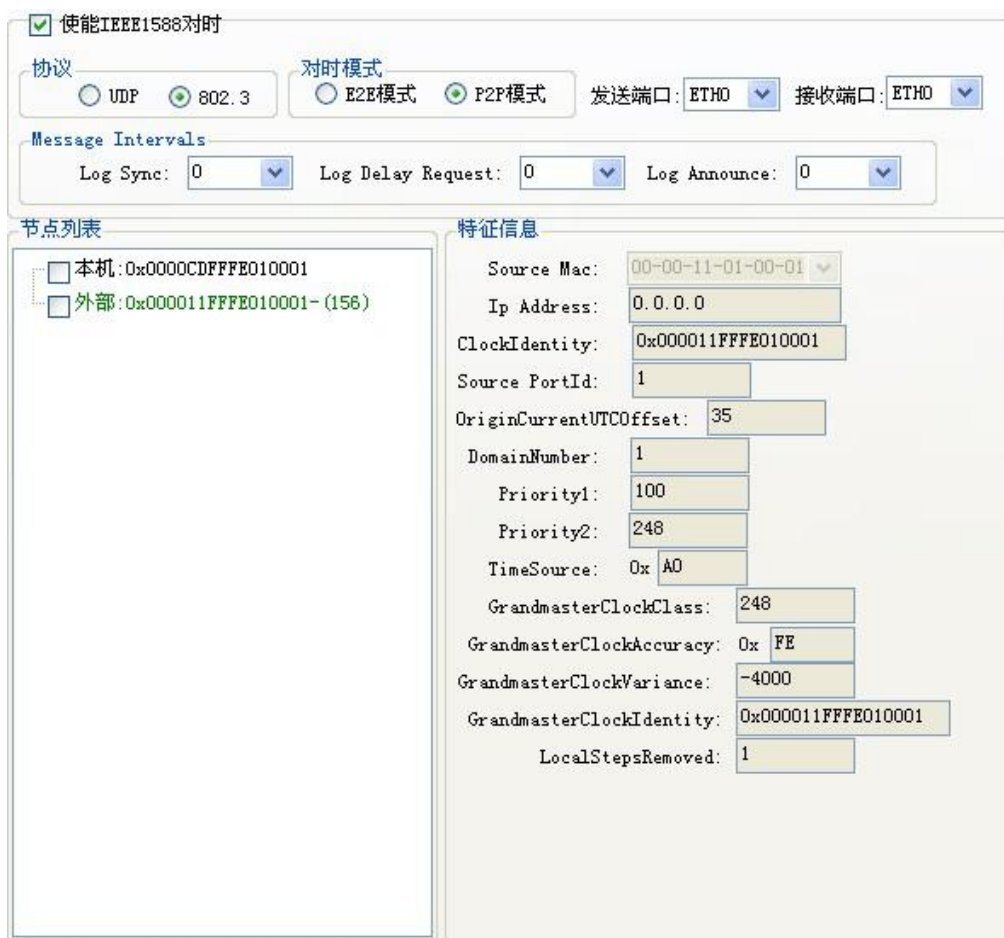 使能IEEE1588对时
协议
UDP 802.3
对时模式
E2E模式 P2P模式
发送端口: ETH0 接收端口: ETH0
Message Intervals
Log Sync: 0 Log Delay Request: 0 Log Announce: 0
节点列表
本机:0x0000CDFFFE010001
外部:0x000011FFFE010001-(156)
特征信息
Source Mac: 00-00-11-01-00-01
Ip Address: 0.0.0.0
ClockIdentity: 0x000011FFFE010001
Source PortId: 1
OriginCurrentUTCOffset: 35
DomainNumber: 1
Priority1: 100
Priority2: 248
TimeSource: 0x A0
GrandmasterClockClass: 248
GrandmasterClockAccuracy: 0x FE
GrandmasterClockVariance: -4000
GrandmasterClockIdentity: 0x000011FFFE010001
LocalStepsRemoved: 1